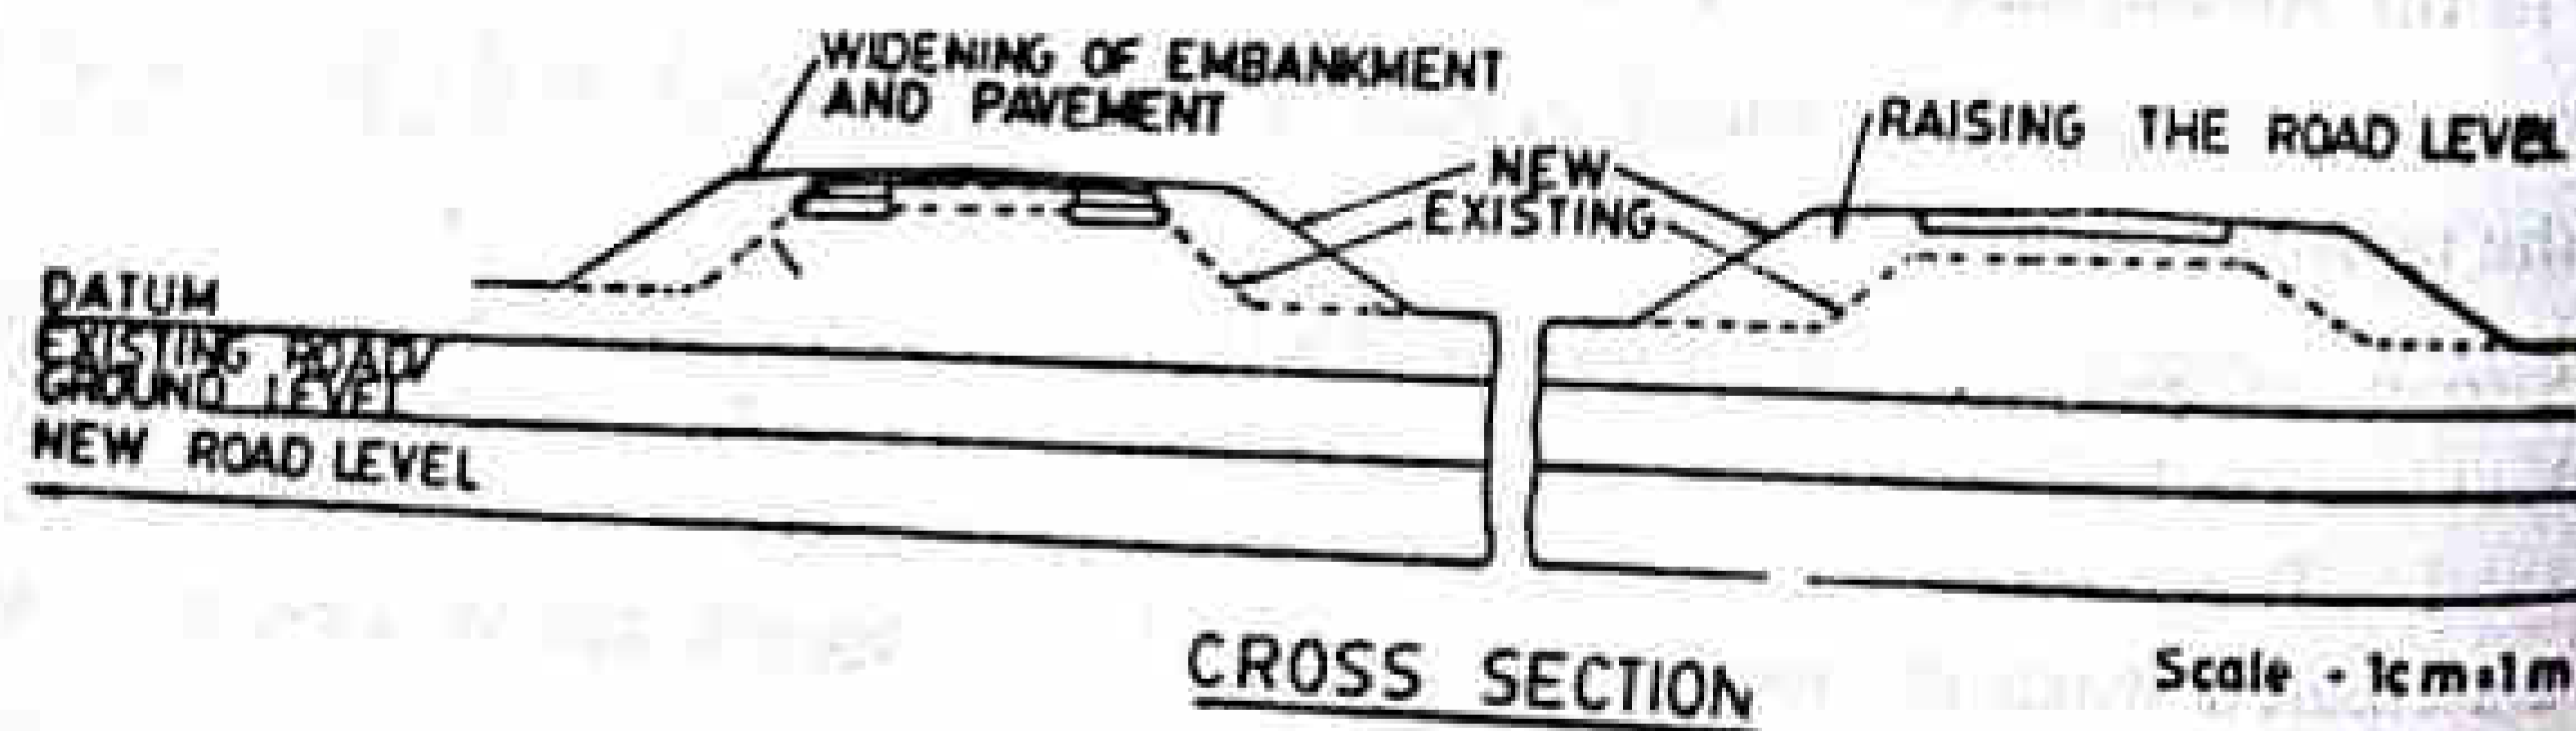 WIDENING OF EMBANKMENT
AND PAVEMENT
RAISING THE ROAD LEVEL
NEW
EXISTING
DATUM
EXISTING ROAD/
GROUND LEVEL
NEW ROAD LEVEL
CROSS SECTION
Scale - 1cm=1m